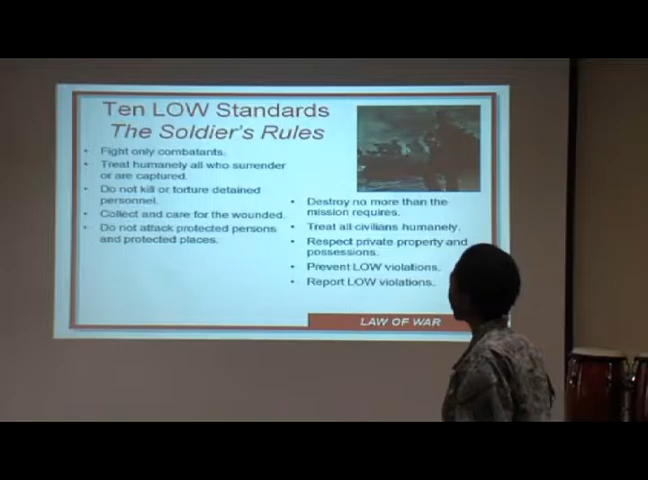 Ten LOW Standards
The Soldier's Rules
• Fight only combatants.
• Treat humanely all who surrender
or are captured.
• Do not kill or torture detained
personnel.
• Collect and care for the wounded.
• Do not attack protected persons
and protected places.
• Destroy no more than the
mission requires.
• Treat all civilians humanely.
• Respect private property and
possessions.
• Prevent LOW violations.
• Report LOW violations.
LAW OF WAR